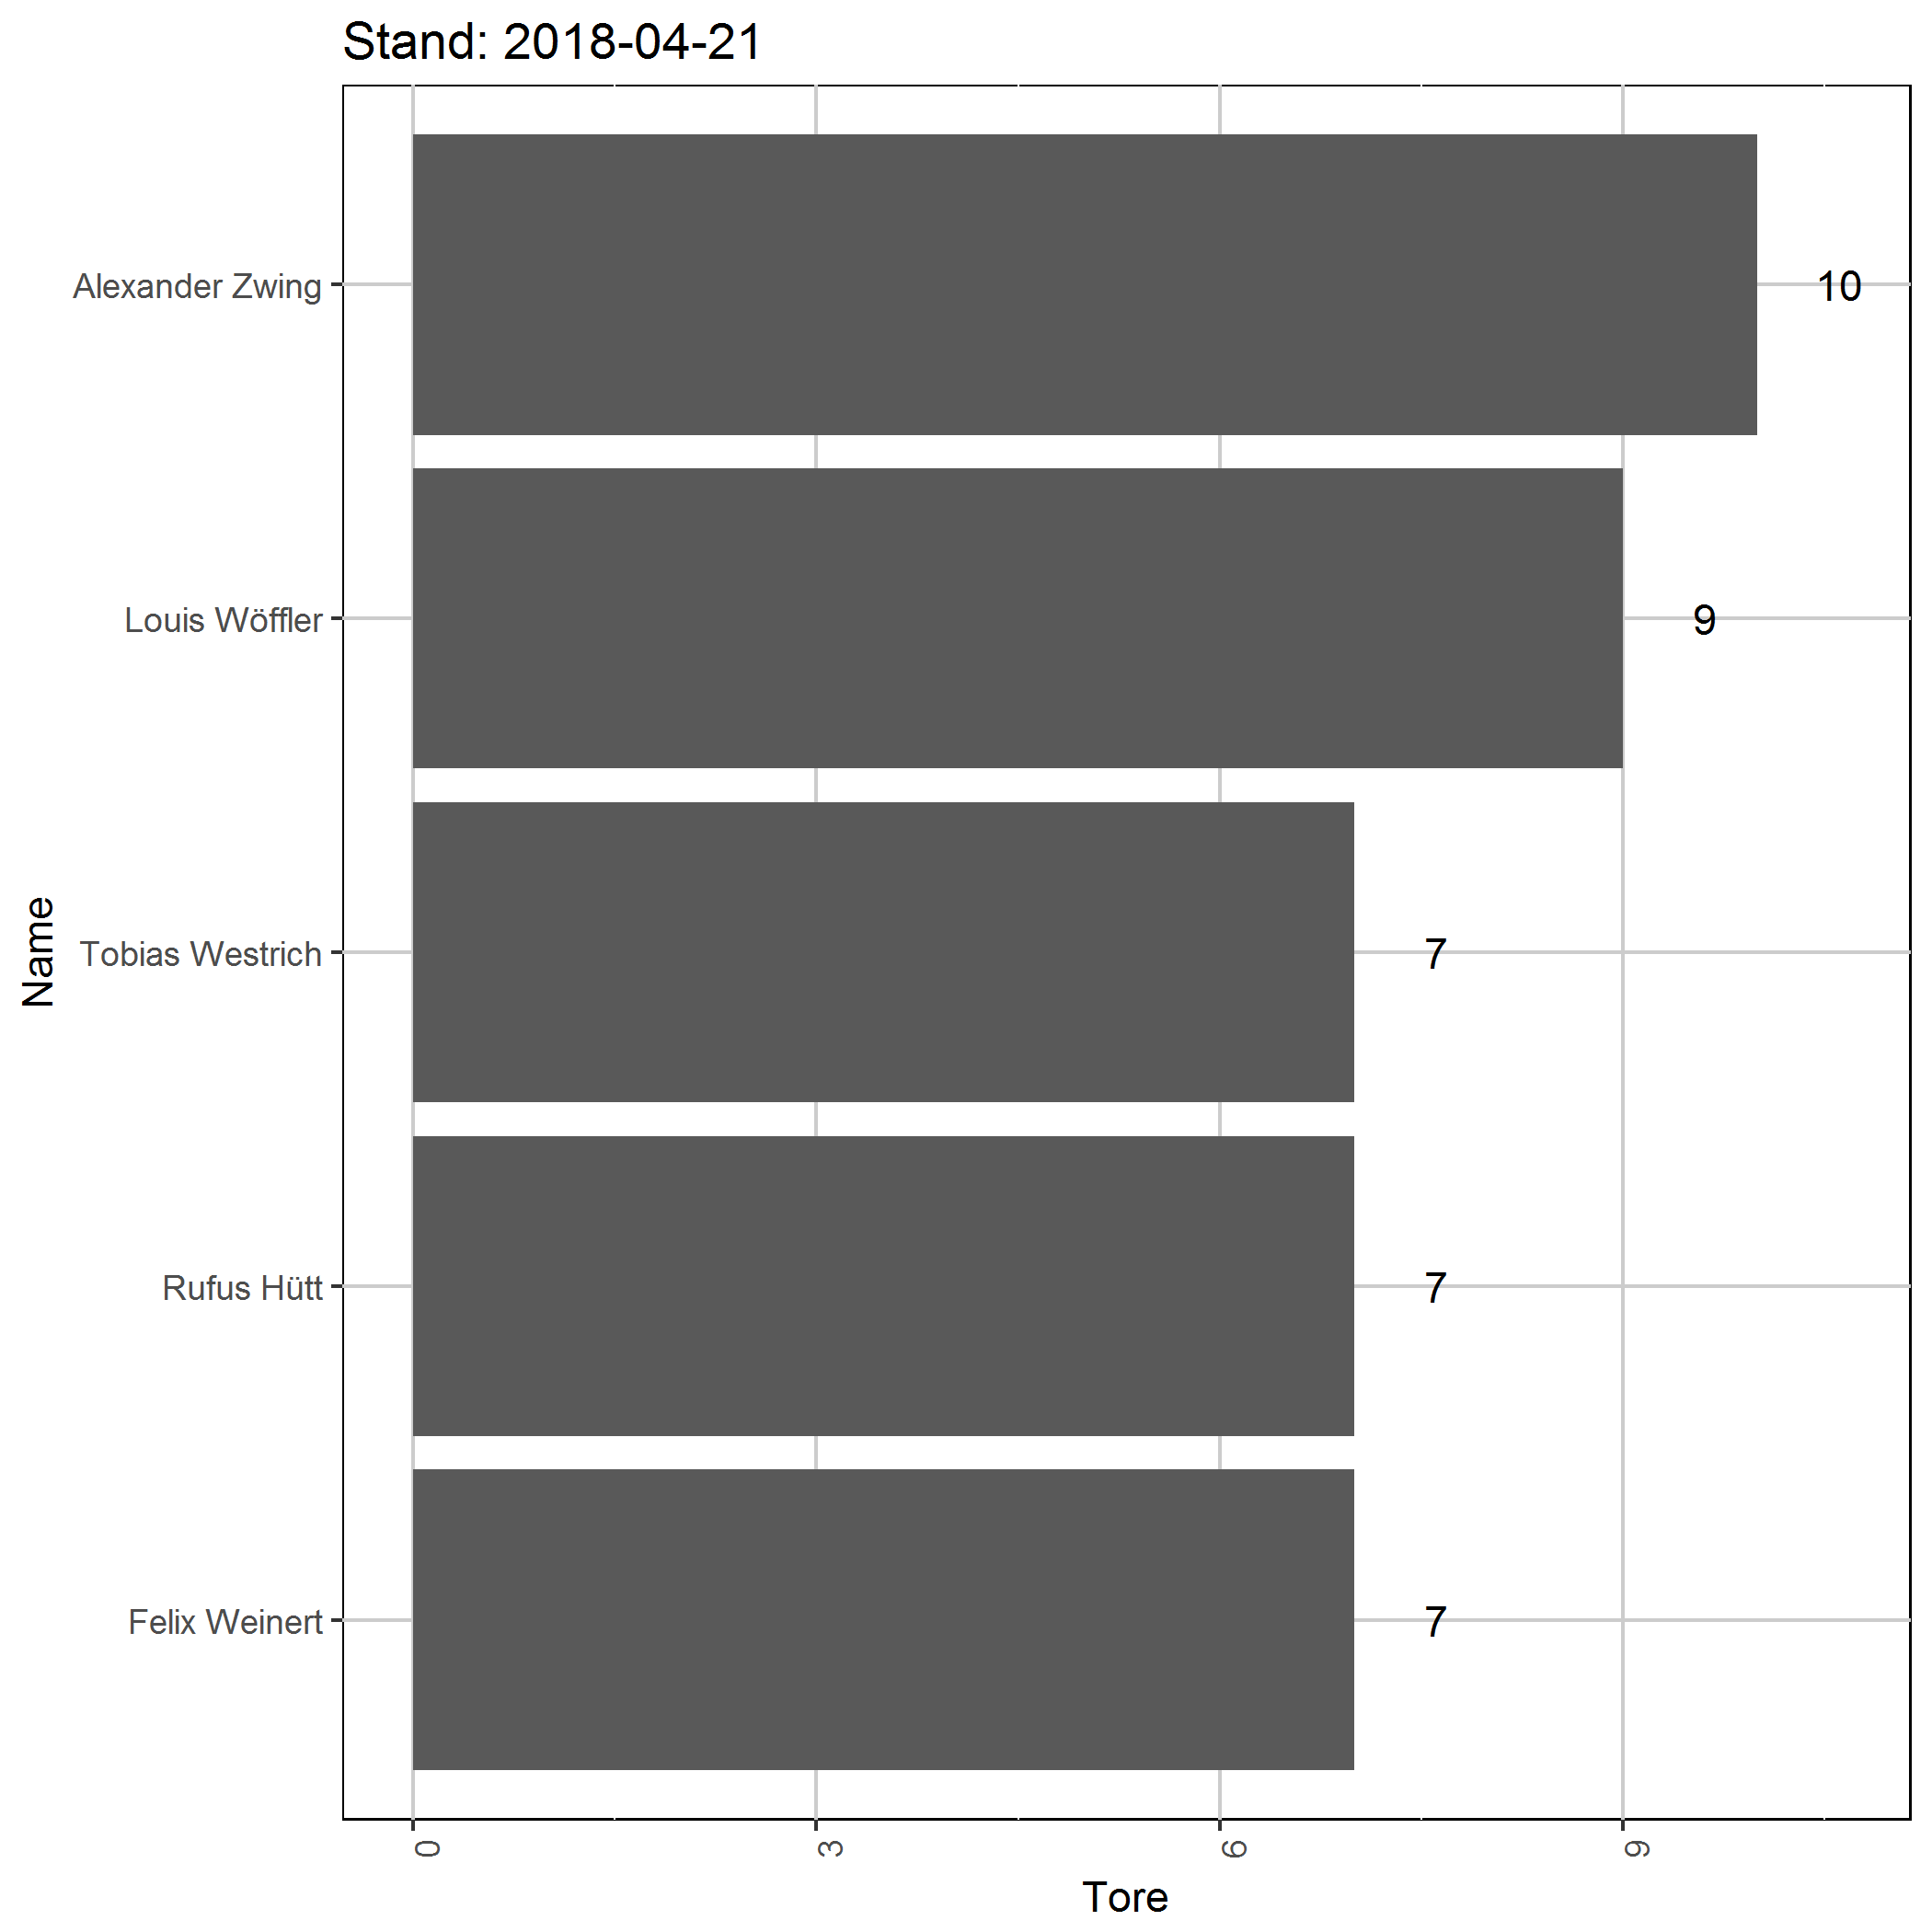 Stand: 2018-04-21
Name
Alexander Zwing
10
Louis Wöffler
9
Tobias Westrich
7
Rufus Hütt
7
Felix Weinert
7
0
3
6
9
Tore